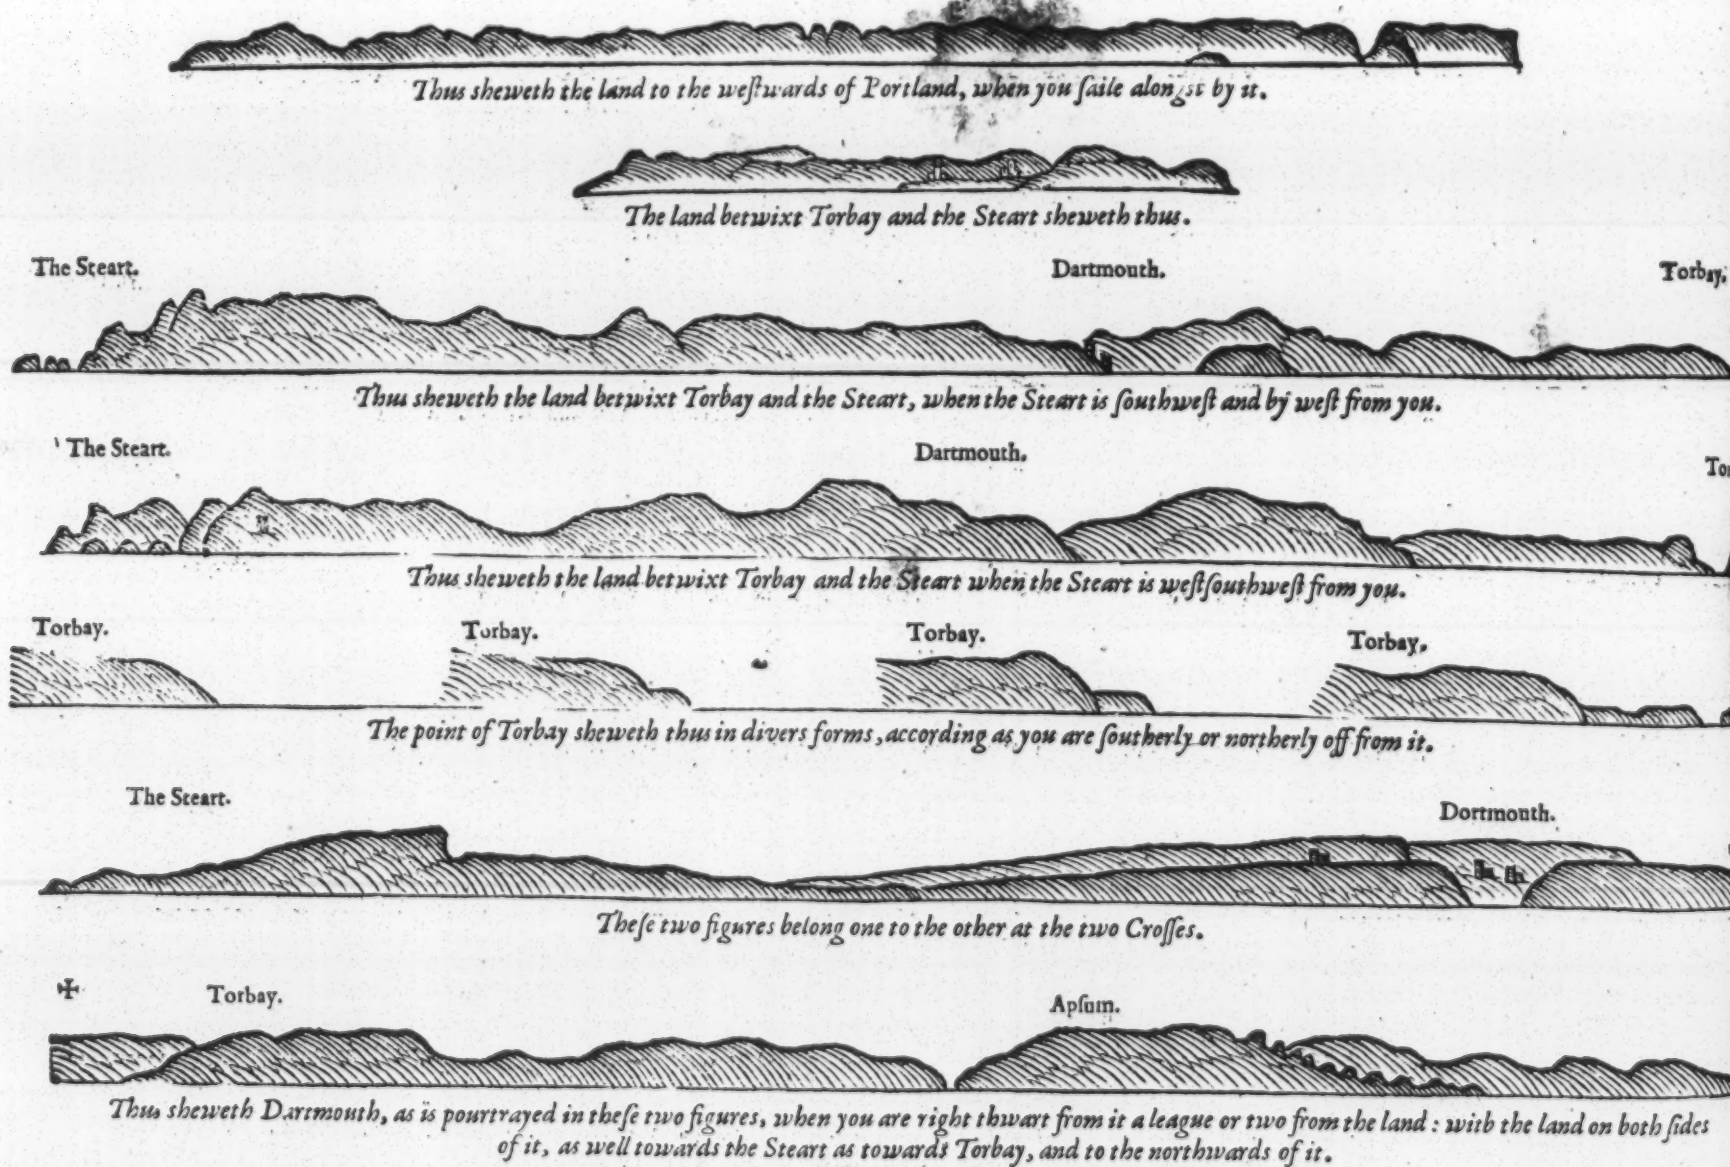 Thus sheweth the land to the weſtwards of Portland, when you ſaile alongst by it.
The land betwixt Torbay and the Steart sheweth thus.
The Steart. Dartmouth. Torbay.
Thus sheweth the land betwixt Torbay and the Steart, when the Steart is ſouthweſt and by weſt from you.
The Steart. Dartmouth.
Thus sheweth the land betwixt Torbay and the Steart when the Steart is weſtſouthweſt from you.
Torbay. Torbay. Torbay. Torbay.
The point of Torbay sheweth thus in divers forms, according as you are ſoutherly or northerly off from it.
The Steart. Dortmouth.
Theſe two figures belong one to the other at the two Croſſes.
✠ Torbay. Apſum.
Thus sheweth Dartmouth, as is pourtrayed in theſe two figures, when you are right thwart from it a league or two from the land: with the land on both ſides
of it, as well towards the Steart as towards Torbay, and to the northwards of it.